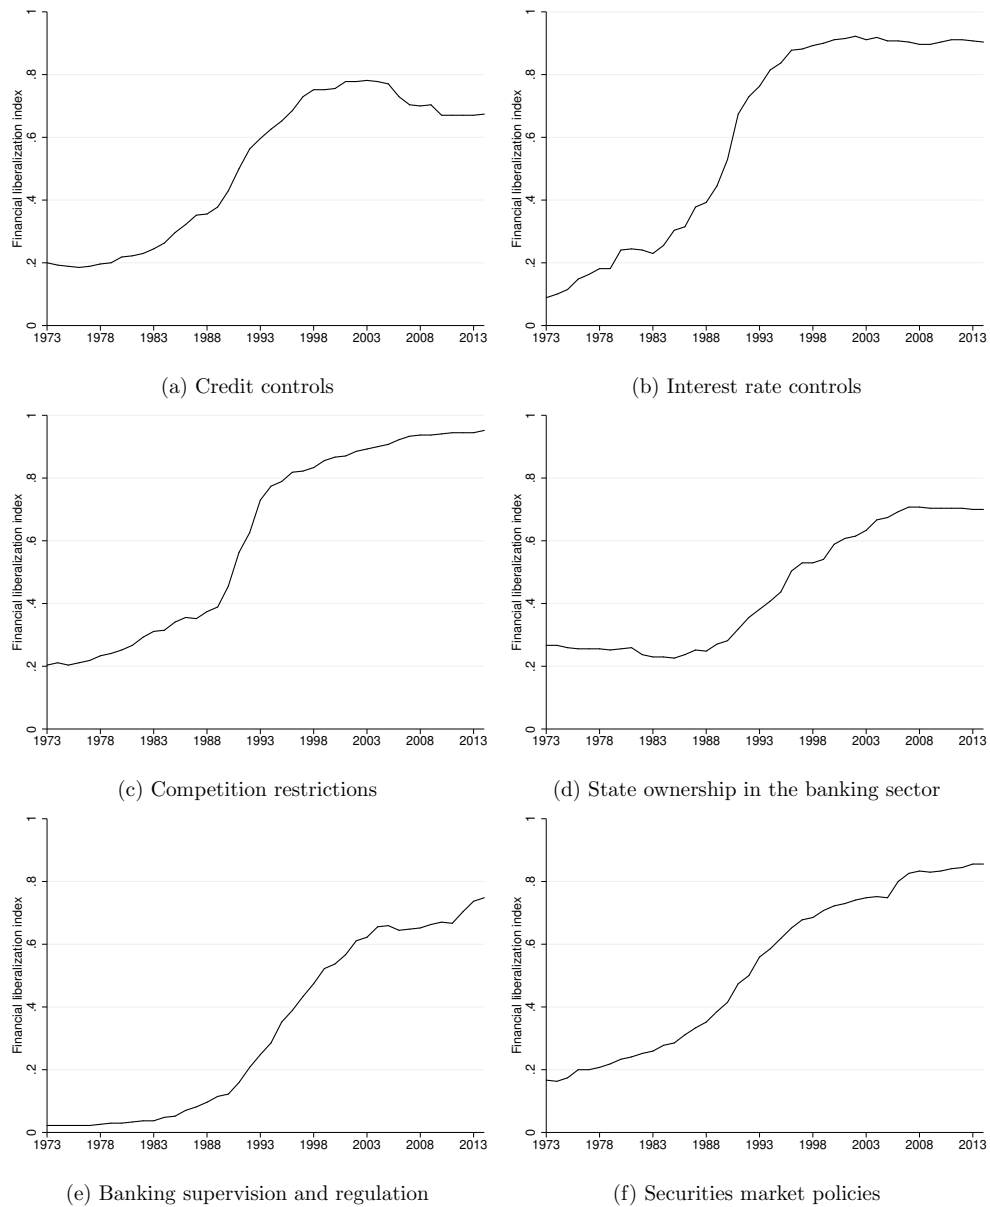 Financial liberalization index
0 .2 .4 .6 .8 1
1973 1978 1983 1988 1993 1998 2003 2008 2013
(a) Credit controls
Financial liberalization index
0 .2 .4 .6 .8 1
1973 1978 1983 1988 1993 1998 2003 2008 2013
(b) Interest rate controls
Financial liberalization index
0 .2 .4 .6 .8 1
1973 1978 1983 1988 1993 1998 2003 2008 2013
(c) Competition restrictions
Financial liberalization index
0 .2 .4 .6 .8 1
1973 1978 1983 1988 1993 1998 2003 2008 2013
(d) State ownership in the banking sector
Financial liberalization index
0 .2 .4 .6 .8 1
1973 1978 1983 1988 1993 1998 2003 2008 2013
(e) Banking supervision and regulation
Financial liberalization index
0 .2 .4 .6 .8 1
1973 1978 1983 1988 1993 1998 2003 2008 2013
(f) Securities market policies